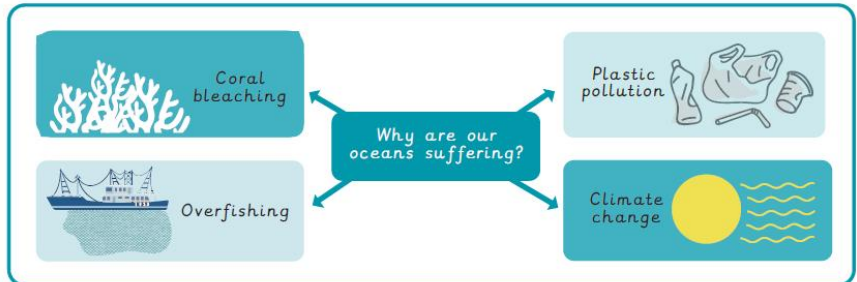 Coral
bleaching
Plastic
pollution
Why are our
oceans suffering?
Overfishing
Climate
change